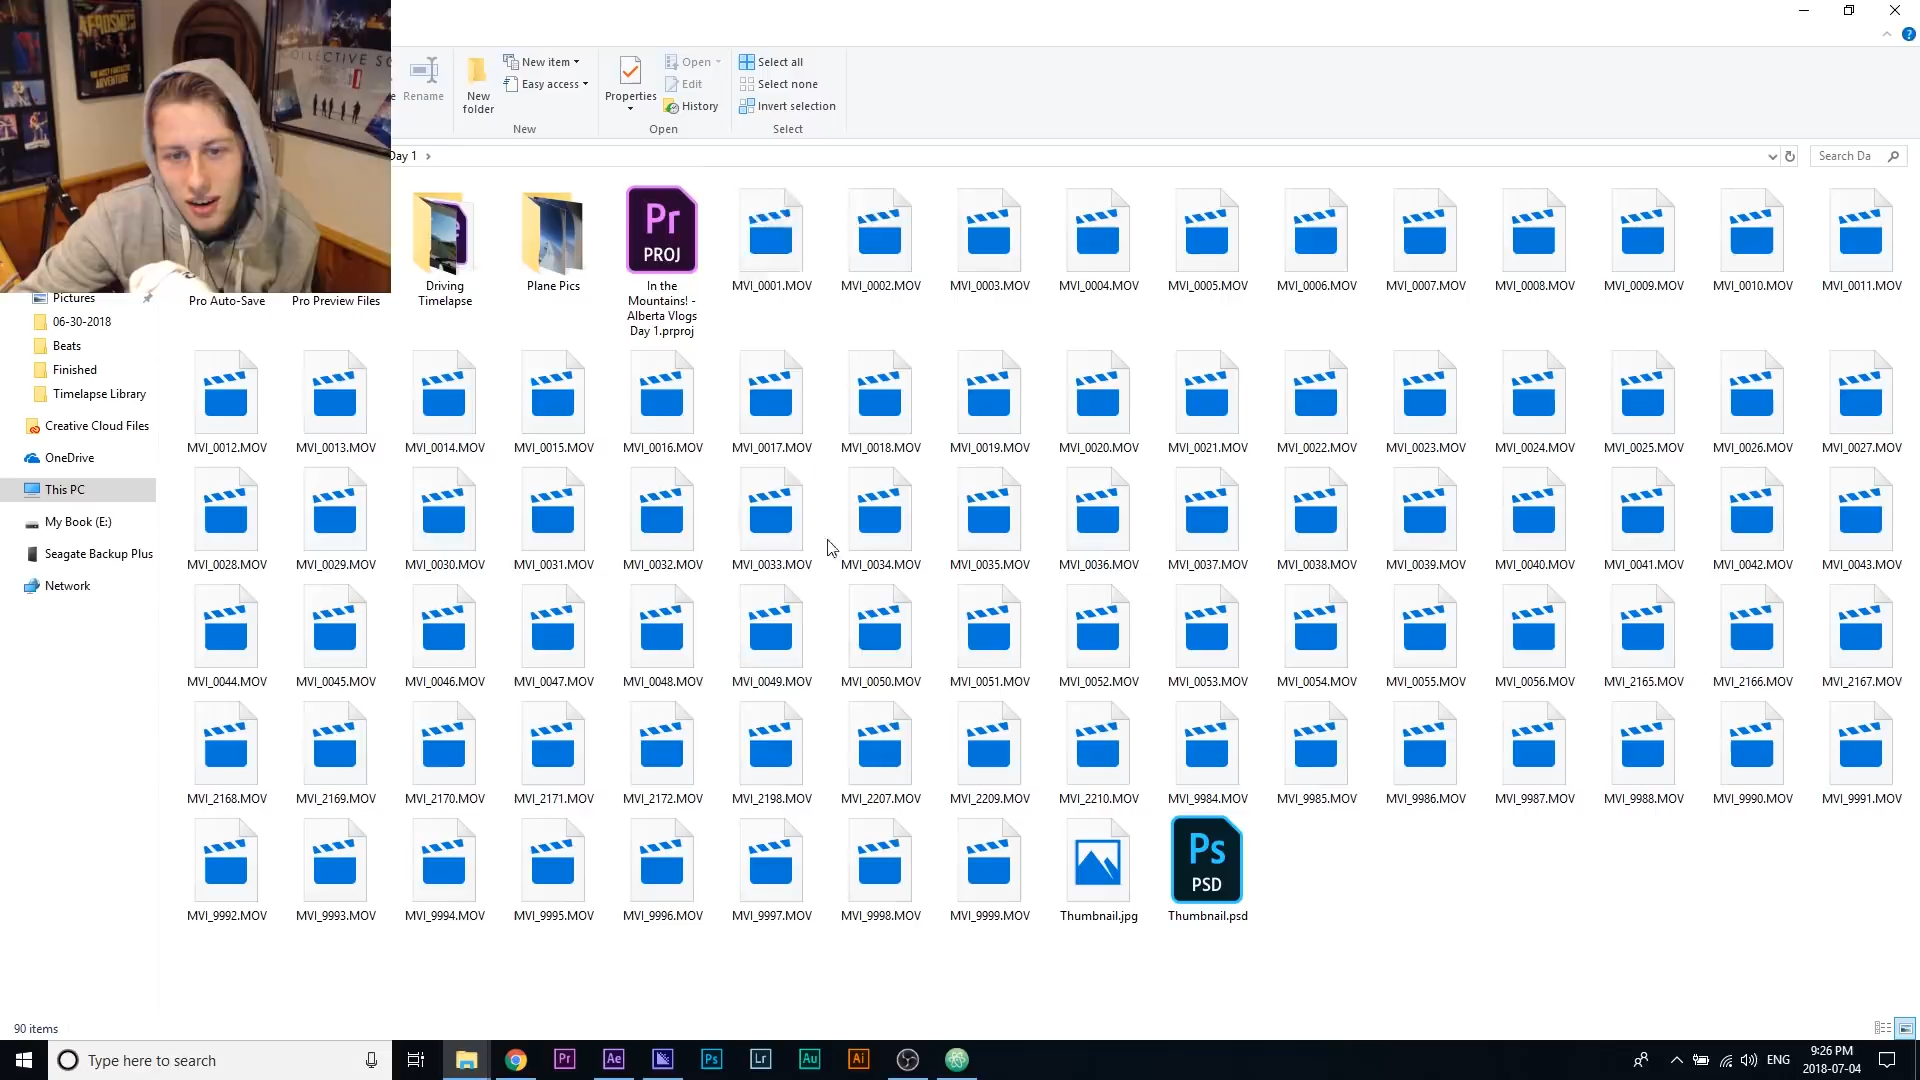 AEROSMITH
THE MOST FANTASTIC
ADVENTURE
COLLECTIVE
Rename
New
folder
New item
Easy access
New
Properties
Open
Edit
History
Open
Select all
Select none
Invert selection
Select
Day 1
Search Da
Pictures
06-30-2018
Beats
Finished
Timelapse Library
Creative Cloud Files
OneDrive
This PC
My Book (E:)
Seagate Backup Plus
Network
Pro Auto-Save
Pro Preview Files
Driving
Timelapse
Plane Pics
Pr
PROJ
In the
Mountains! -
Alberta Vlogs
Day 1.prproj
MVI_0001.MOV MVI_0002.MOV MVI_0003.MOV MVI_0004.MOV MVI_0005.MOV MVI_0006.MOV MVI_0007.MOV MVI_0008.MOV MVI_0009.MOV MVI_0010.MOV MVI_0011.MOV
MVI_0012.MOV MVI_0013.MOV MVI_0014.MOV MVI_0015.MOV MVI_0016.MOV MVI_0017.MOV MVI_0018.MOV MVI_0019.MOV MVI_0020.MOV MVI_0021.MOV MVI_0022.MOV MVI_0023.MOV MVI_0024.MOV MVI_0025.MOV MVI_0026.MOV MVI_0027.MOV
MVI_0028.MOV MVI_0029.MOV MVI_0030.MOV MVI_0031.MOV MVI_0032.MOV MVI_0033.MOV MVI_0034.MOV MVI_0035.MOV MVI_0036.MOV MVI_0037.MOV MVI_0038.MOV MVI_0039.MOV MVI_0040.MOV MVI_0041.MOV MVI_0042.MOV MVI_0043.MOV
MVI_0044.MOV MVI_0045.MOV MVI_0046.MOV MVI_0047.MOV MVI_0048.MOV MVI_0049.MOV MVI_0050.MOV MVI_0051.MOV MVI_0052.MOV MVI_0053.MOV MVI_0054.MOV MVI_0055.MOV MVI_0056.MOV MVI_2165.MOV MVI_2166.MOV MVI_2167.MOV
MVI_2168.MOV MVI_2169.MOV MVI_2170.MOV MVI_2171.MOV MVI_2172.MOV MVI_2198.MOV MVI_2207.MOV MVI_2209.MOV MVI_2210.MOV MVI_9984.MOV MVI_9985.MOV MVI_9986.MOV MVI_9987.MOV MVI_9988.MOV MVI_9990.MOV MVI_9991.MOV
Ps
PSD
MVI_9992.MOV MVI_9993.MOV MVI_9994.MOV MVI_9995.MOV MVI_9996.MOV MVI_9997.MOV MVI_9998.MOV MVI_9999.MOV Thumbnail.jpg Thumbnail.psd
90 items
Type here to search
Pr Ae Ps Lr Au Ai
ENG
9:26 PM
2018-07-04